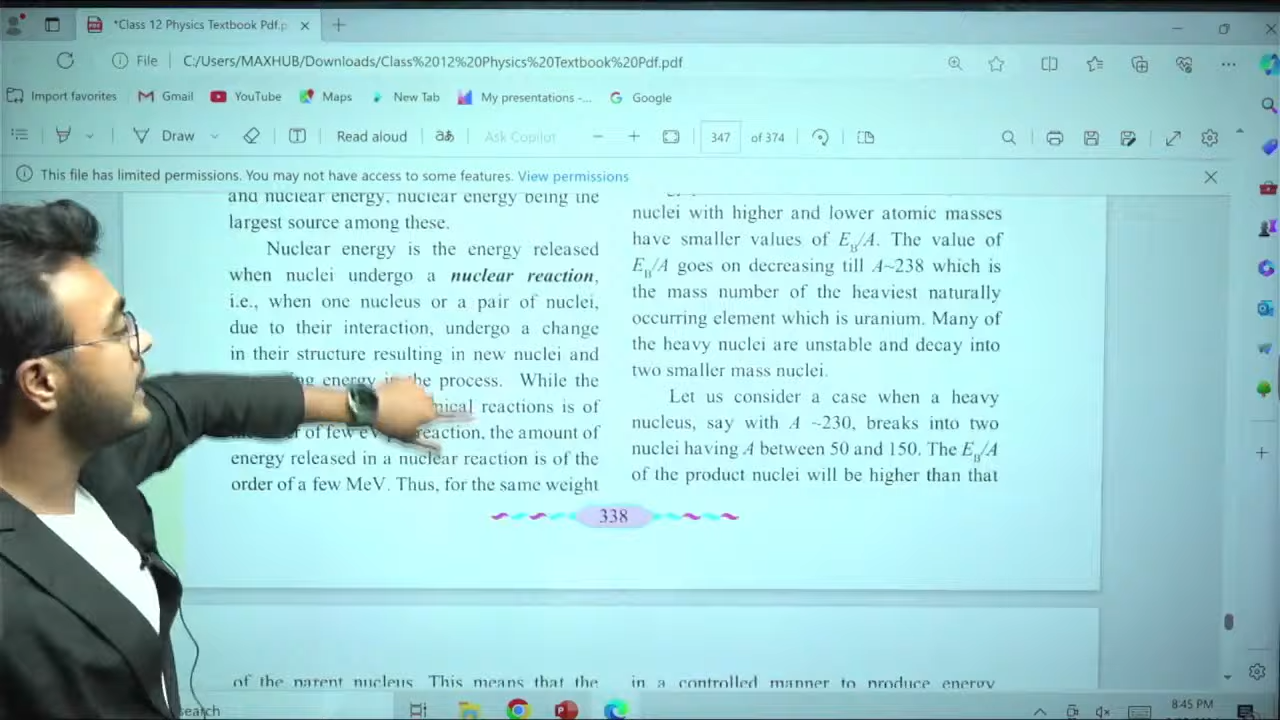 *Class 12 Physics Textbook Pdf.p
File
C:/Users/MAXHUB/Downloads/Class%2012%20Physics%20Textbook%20Pdf.pdf
Import favorites
Gmail
YouTube
Maps
New Tab
My presentations -...
Google
Draw
Read aloud
Ask Copilot
347
of 374
This file has limited permissions. You may not have access to some features. View permissions
and nuclear energy, nuclear energy being the
largest source among these.
Nuclear energy is the energy released
when nuclei undergo a nuclear reaction,
i.e., when one nucleus or a pair of nuclei,
due to their interaction, undergo a change
in their structure resulting in new nuclei and
energy in the process. While the
reactions is of
of few eV reaction, the amount of
energy released in a nuclear reaction is of the
order of a few MeV. Thus, for the same weight
nuclei with higher and lower atomic masses
have smaller values of EB/A. The value of
EB/A goes on decreasing till A~238 which is
the mass number of the heaviest naturally
occurring element which is uranium. Many of
the heavy nuclei are unstable and decay into
two smaller mass nuclei.
Let us consider a case when a heavy
nucleus, say with A ~230, breaks into two
nuclei having A between 50 and 150. The EB/A
of the product nuclei will be higher than that
338
of the parent nucleus. This means that the
in a controlled manner to produce energy
8:45 PM